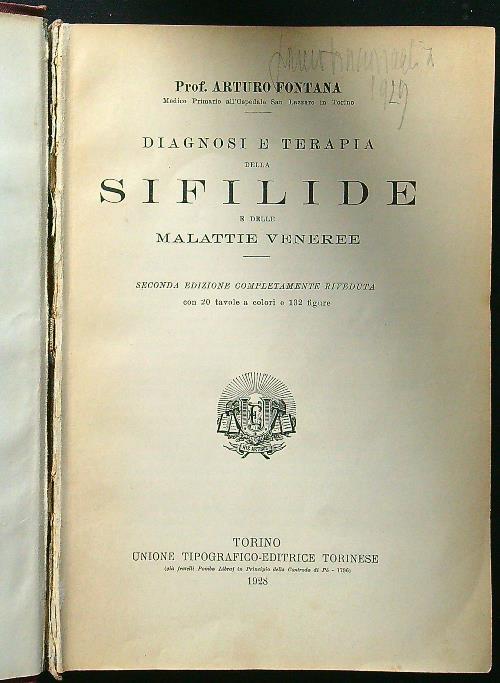 1929
Prof. ARTURO FONTANA
Medico Primario all'Ospedale San Lazzaro in Torino
DIAGNOSI E TERAPIA
DELLA
SIFILIDE
E DELLE
MALATTIE VENEREE
SECONDA EDIZIONE COMPLETAMENTE RIVEDUTA
con 20 tavole a colori e 132 figure
TORINO
UNIONE TIPOGRAFICO-EDITRICE TORINESE
(già fratelli Pomba Librai in Principio della Contrada di Pò - 1796)
1928